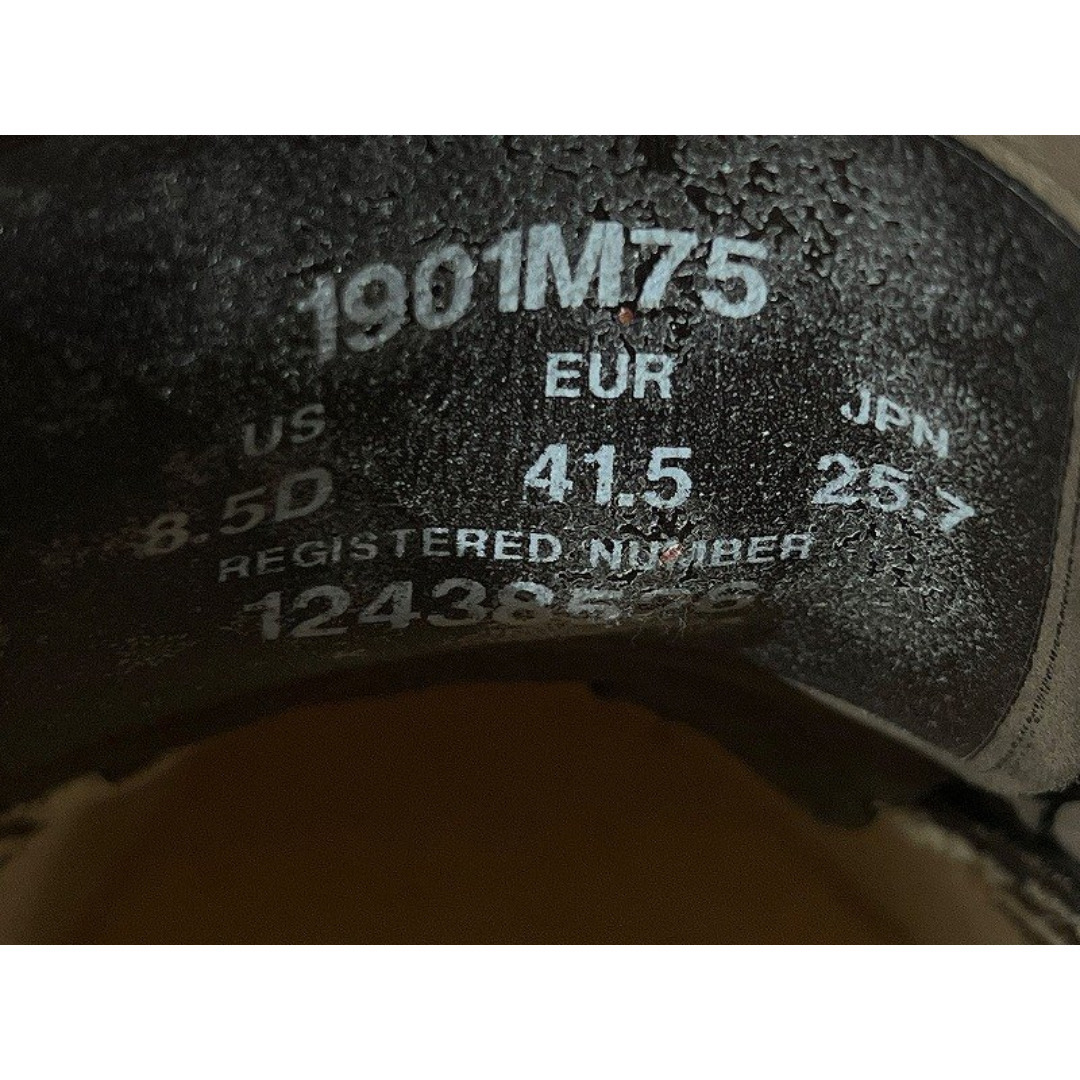 1901M75
US EUR JPN
8.5D 41.5 25.7
REGISTERED NUMBER